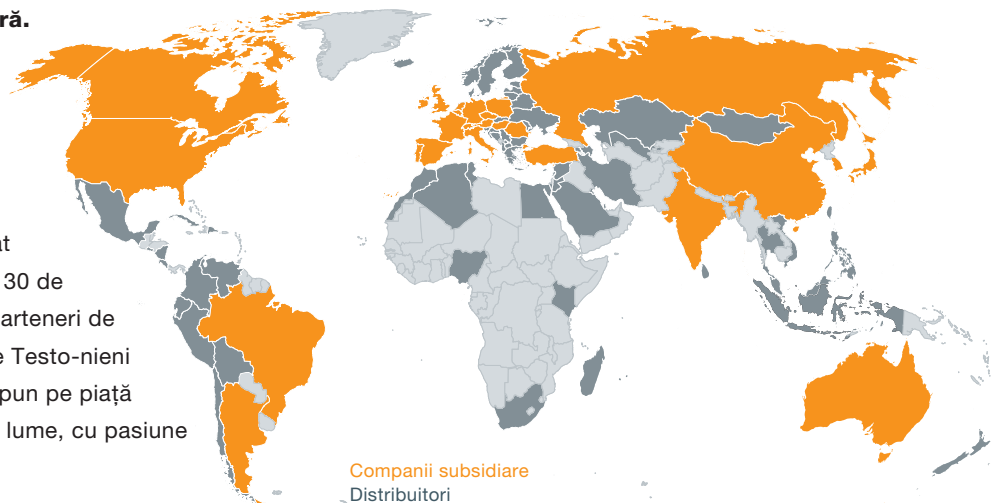 ră.
at
30 de
arteneri de
e Testo-nieni
pun pe piață
lume, cu pasiune
Companii subsidiare
Distribuitori